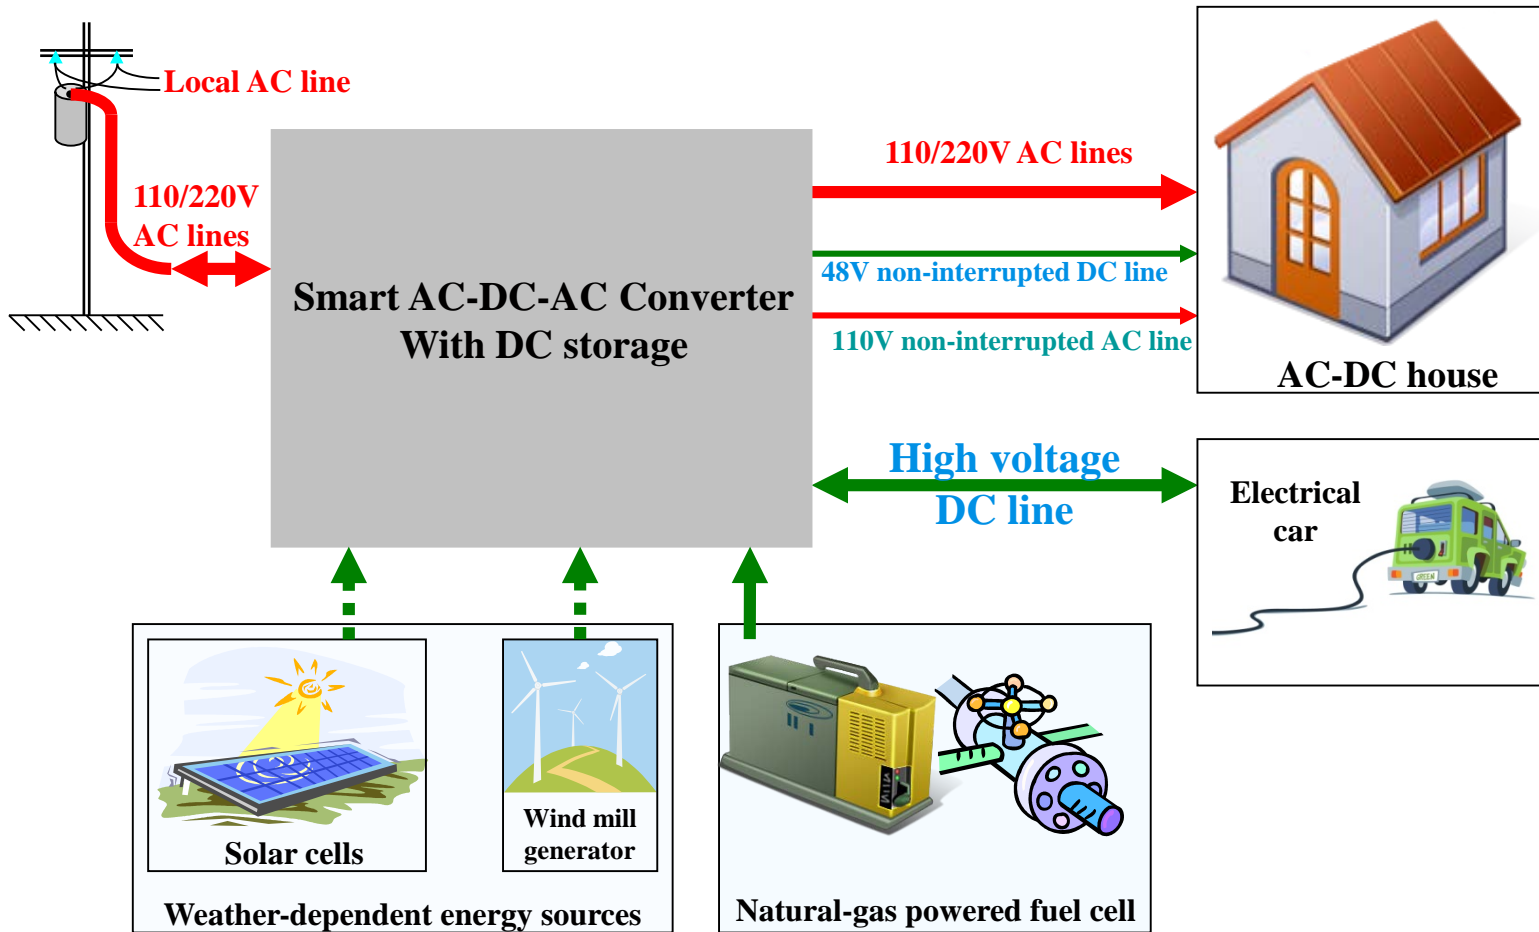 Local AC line
110/220V
AC lines
Smart AC-DC-AC Converter
With DC storage
110/220V AC lines
48V non-interrupted DC line
110V non-interrupted AC line
AC-DC house
High voltage
DC line
Electrical
car
GREEN
Solar cells
Wind mill
generator
Weather-dependent energy sources
Natural-gas powered fuel cell